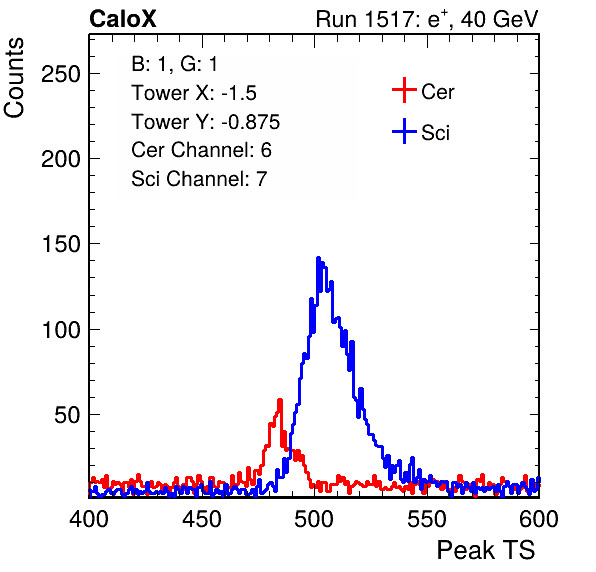 CaloX Run 1517: e⁺, 40 GeV
Counts
B: 1, G: 1
Tower X: -1.5
Tower Y: -0.875
Cer Channel: 6
Sci Channel: 7
Cer
Sci
250
200
150
100
50
400 450 500 550 600
Peak TS